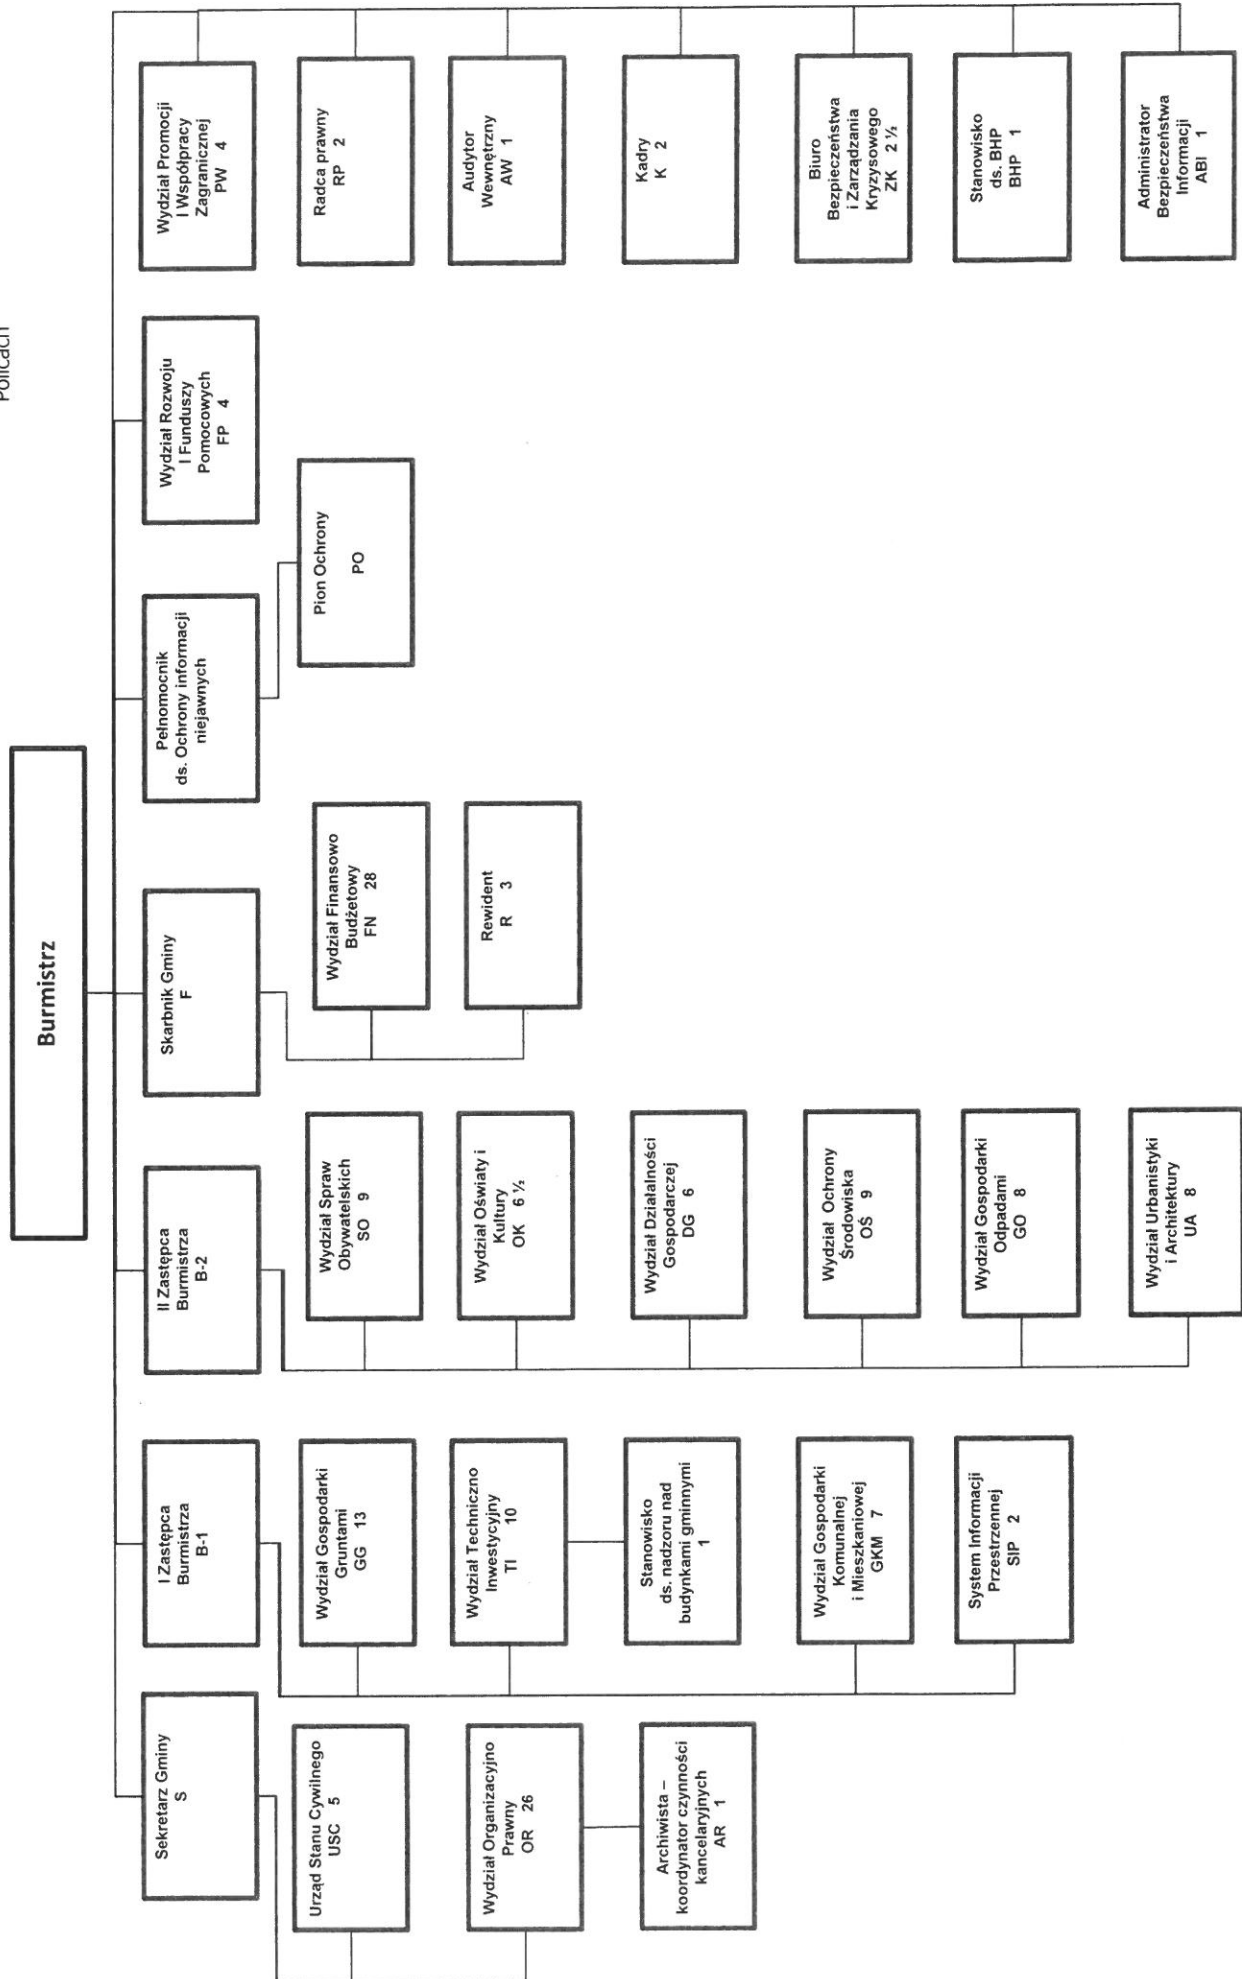 Policach
Burmistrz
Sekretarz Gminy
S
I Zastępca
Burmistrza
B-1
II Zastępca
Burmistrza
B-2
Skarbnik Gminy
F
Pełnomocnik
ds. Ochrony informacji
niejawnych
Wydział Rozwoju
I Funduszy
Pomocowych
FP 4
Wydział Promocji
I Współpracy
Zagranicznej
PW 4
Urząd Stanu Cywilnego
USC 5
Wydział Organizacyjno
Prawny
OR 26
Archiwista –
koordynator czynności
kancelaryjnych
AR 1
Wydział Gospodarki
Gruntami
GG 13
Wydział Techniczno
Inwestycyjny
TI 10
Stanowisko
ds. nadzoru nad
budynkami gminnymi
1
Wydział Gospodarki
Komunalnej
i Mieszkaniowej
GKM 7
System Informacji
Przestrzennej
SIP 2
Wydział Spraw
Obywatelskich
SO 9
Wydział Oświaty i
Kultury
OK 6 ½
Wydział Działalności
Gospodarczej
DG 6
Wydział Ochrony
Środowiska
OŚ 9
Wydział Gospodarki
Odpadami
GO 8
Wydział Urbanistyki
i Architektury
UA 8
Wydział Finansowo
Budżetowy
FN 28
Rewident
R 3
Pion Ochrony
PO
Radca prawny
RP 2
Audytor
Wewnętrzny
AW 1
Kadry
K 2
Biuro
Bezpieczeństwa
i Zarządzania
Kryzysowego
ZK 2 ½
Stanowisko
ds. BHP
BHP 1
Administrator
Bezpieczeństwa
Informacji
ABI 1